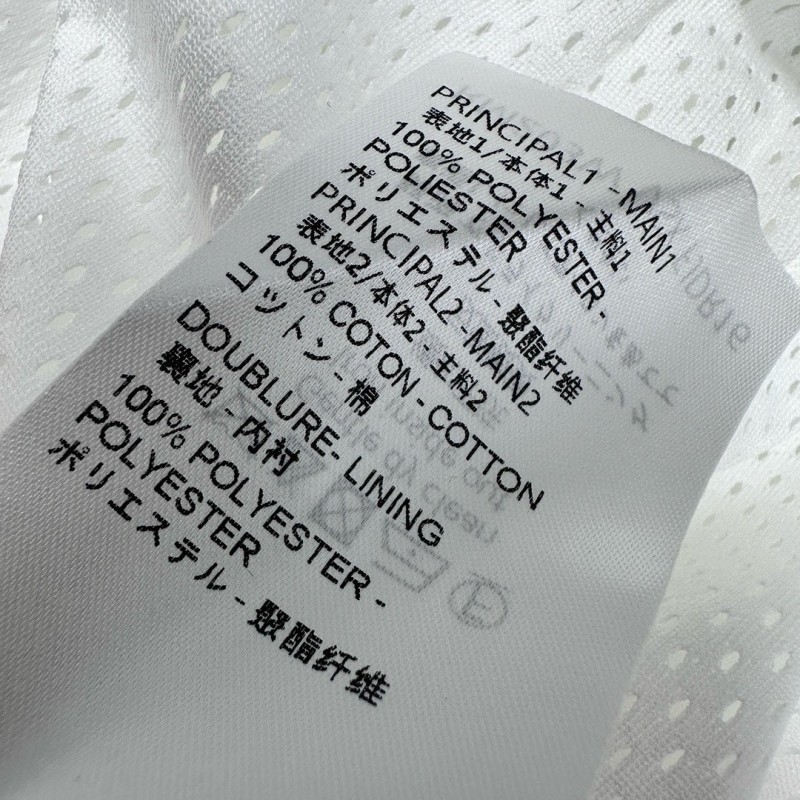 PRINCIPAL1 - MAIN1
表地1/本体1 - 主料1
100% POLYESTER -
POLIESTER
ポリエステル - 聚酯纤维
PRINCIPAL2 - MAIN2
表地2/本体2 - 主料2
100% COTON - COTTON
コットン - 棉
DOUBLURE- LINING
裏地 - 内衬
100% POLYESTER -
POLYESTER
ポリエステル - 聚酯纤维